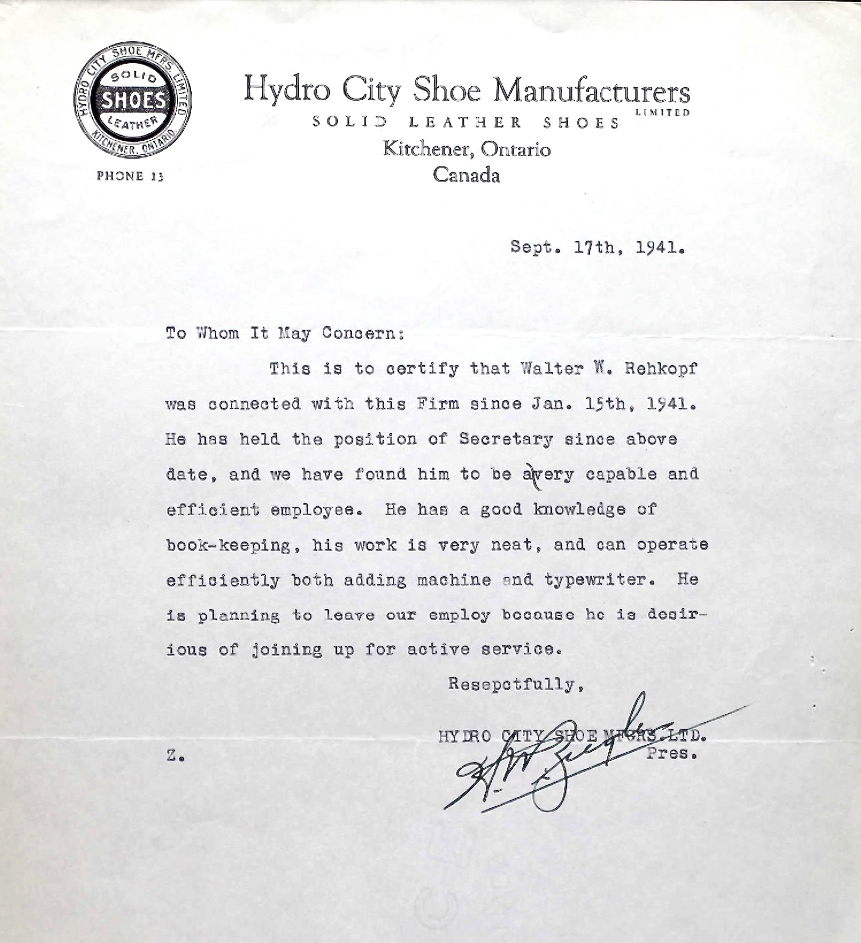 HYDRO CITY SHOE MFRS. LIMITED
SOLID
SHOES
LEATHER
KITCHENER, ONTARIO
PHONE 13
Hydro City Shoe Manufacturers
LIMITED
SOLID LEATHER SHOES
Kitchener, Ontario
Canada
Sept. 17th, 1941.
To Whom It May Concern:
This is to certify that Walter W. Rehkopf
was connected with this Firm since Jan. 15th, 1941.
He has held the position of Secretary since above
date, and we have found him to be a very capable and
efficient employee. He has a good knowledge of
book-keeping, his work is very neat, and can operate
efficiently both adding machine and typewriter. He
is planning to leave our employ because he is desir-
ious of joining up for active service.
Resepctfully,
HYDRO CITY SHOE MFGRS.LTD.
Z.
Pres.